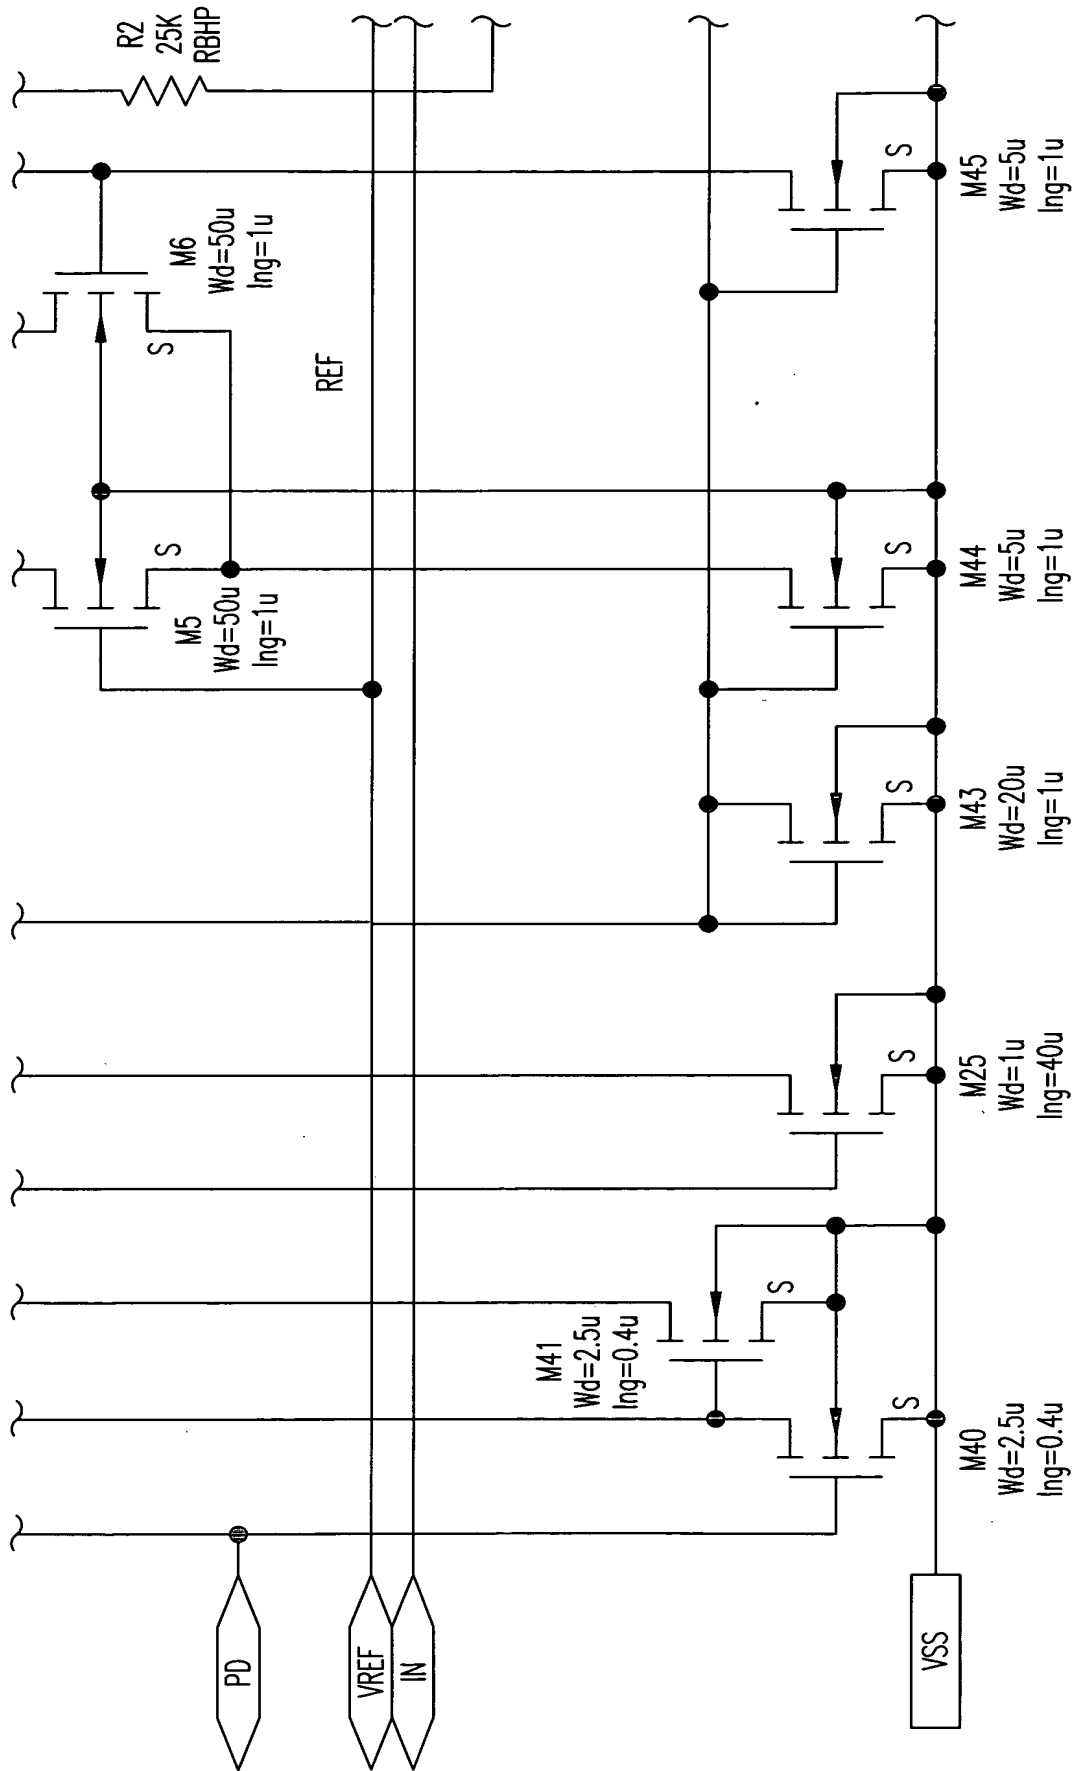 R2
25K
RBHP
M6
Wd=50u
lng=1u
S
REF
S
M5
Wd=50u
lng=1u
S
M45
Wd=5u
lng=1u
S
M44
Wd=5u
lng=1u
S
M43
Wd=20u
lng=1u
S
M25
Wd=1u
lng=40u
M41
Wd=2.5u
lng=0.4u
S
S
M40
Wd=2.5u
lng=0.4u
PD
VREF
IN
VSS